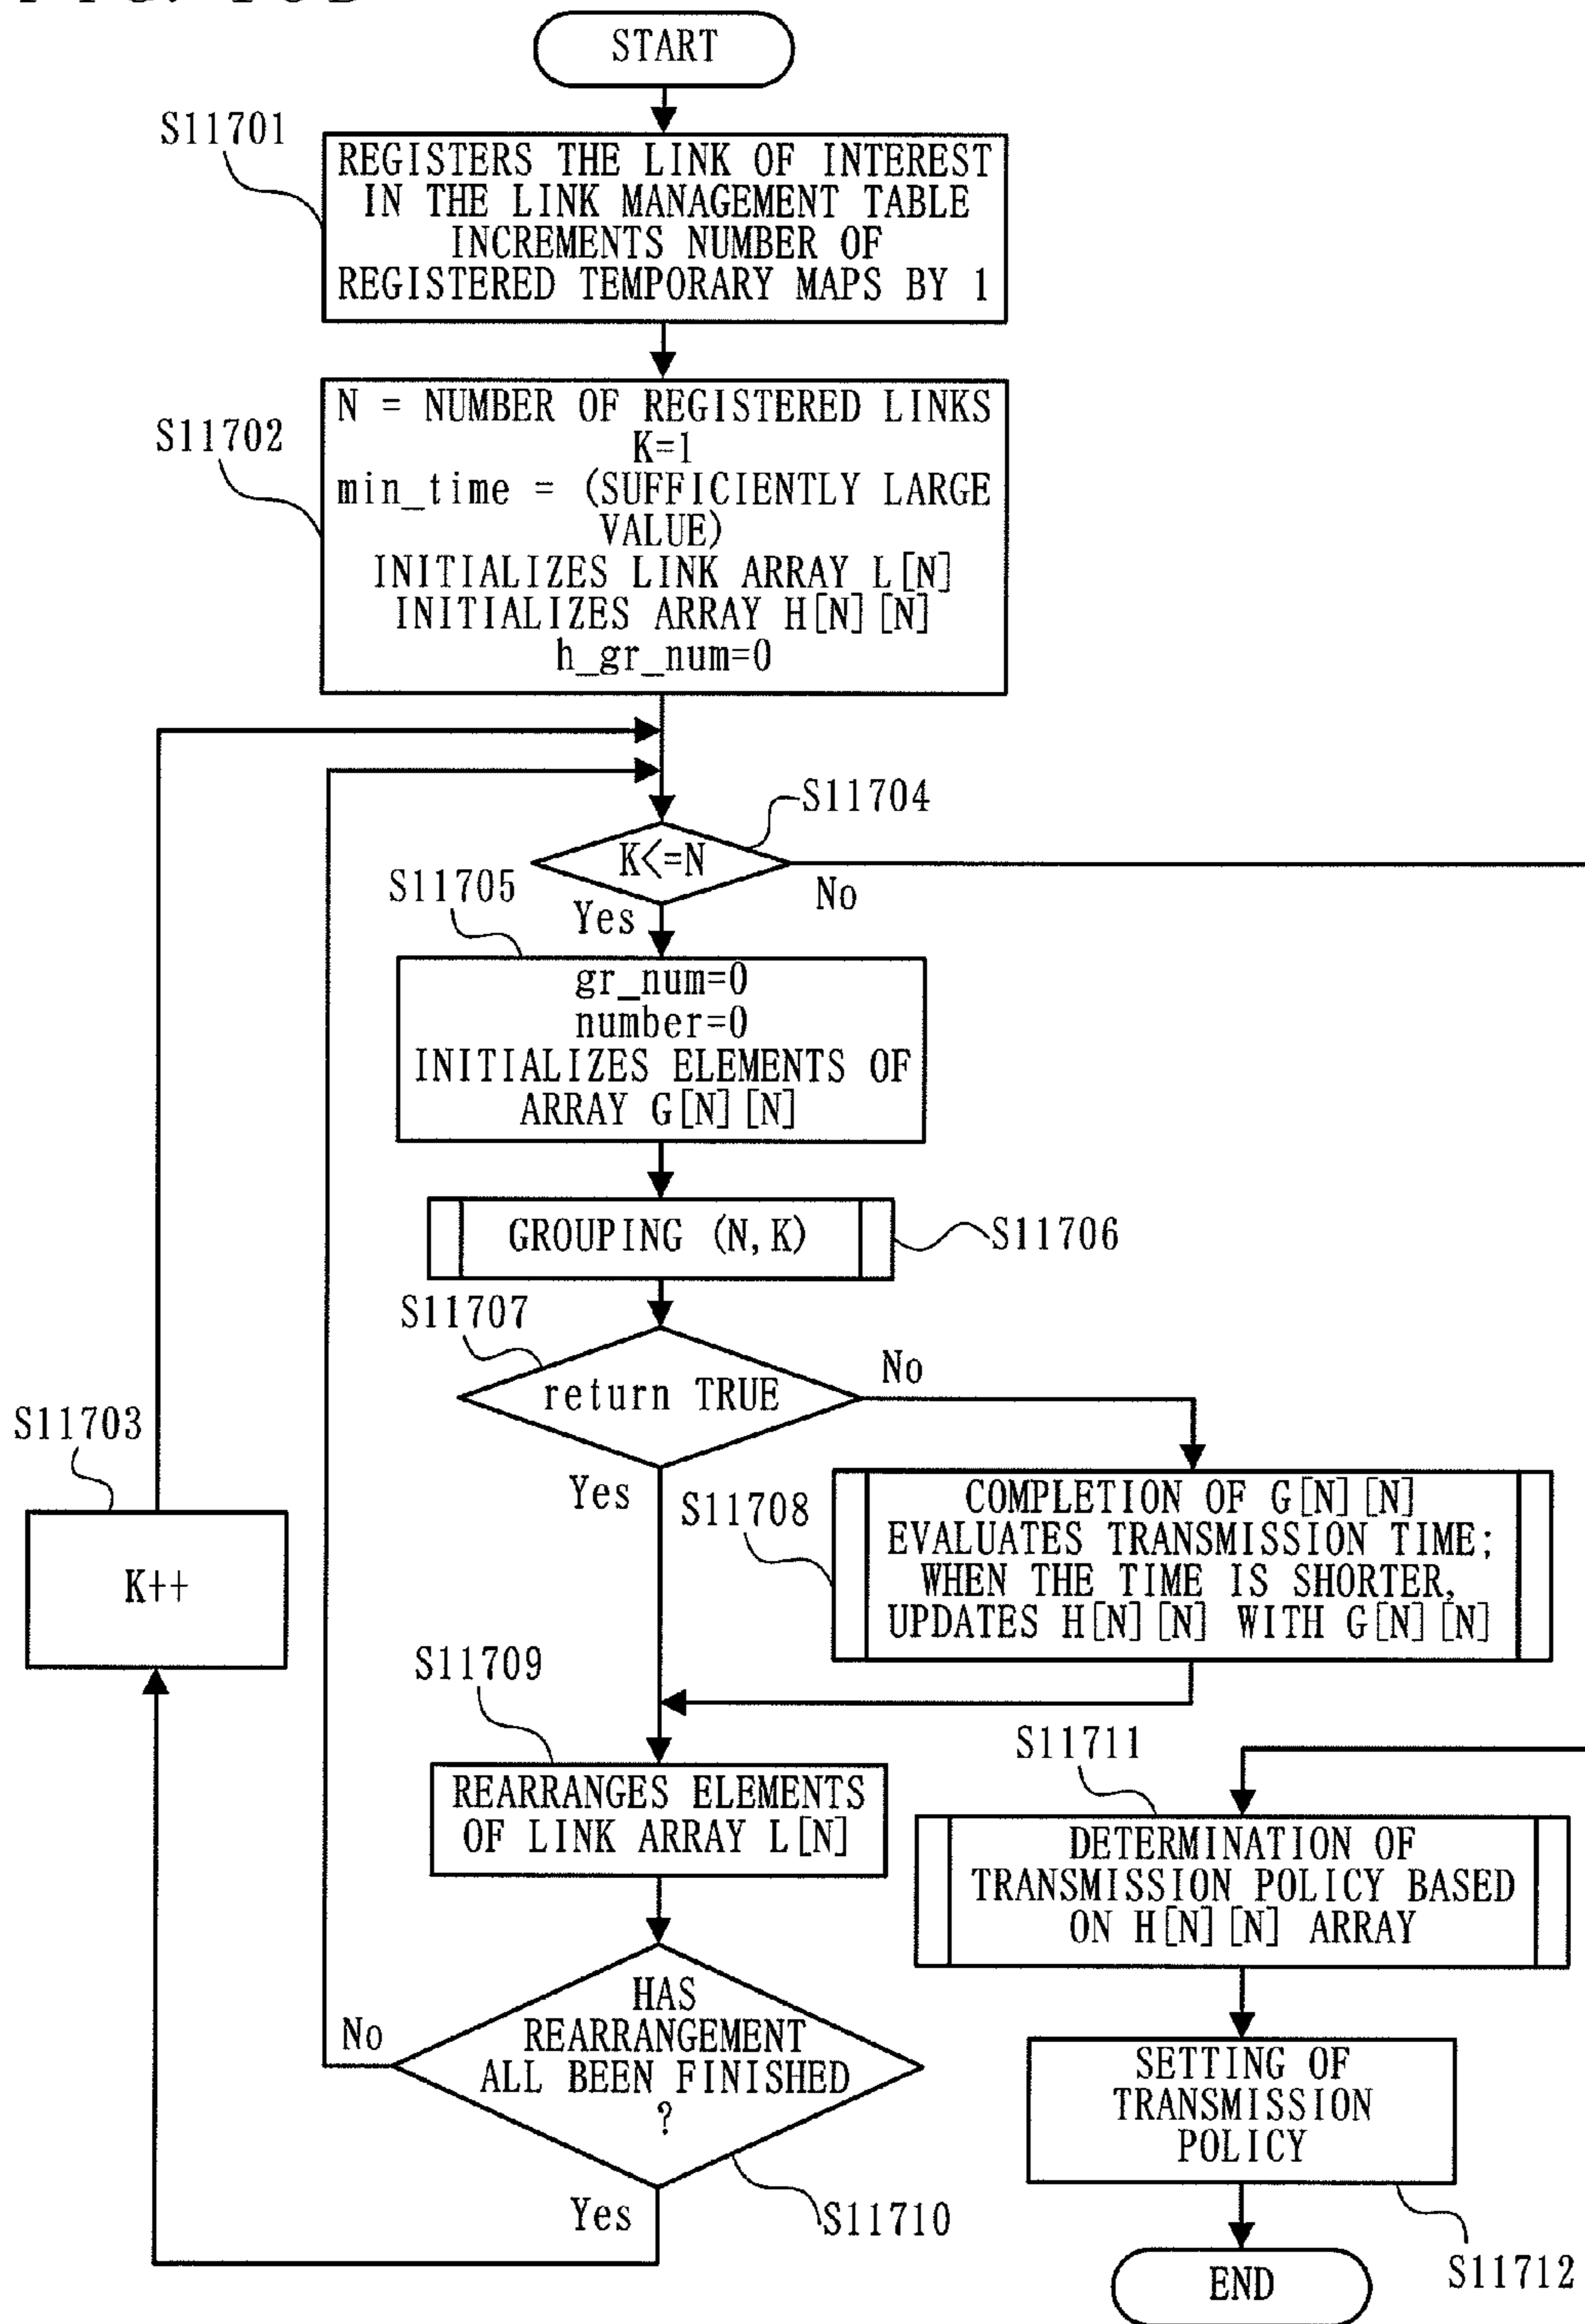 START
S11701
REGISTERS THE LINK OF INTEREST
IN THE LINK MANAGEMENT TABLE
INCREMENTS NUMBER OF
REGISTERED TEMPORARY MAPS BY 1
S11702
N = NUMBER OF REGISTERED LINKS
K=1
min_time = (SUFFICIENTLY LARGE
VALUE)
INITIALIZES LINK ARRAY L[N]
INITIALIZES ARRAY H[N][N]
h_gr_num=0
S11704
K<=N
No
Yes
S11705
gr_num=0
number=0
INITIALIZES ELEMENTS OF
ARRAY G[N][N]
GROUPING (N,K)
S11706
S11707
return TRUE
No
Yes
S11703
K++
S11708
COMPLETION OF G[N][N]
EVALUATES TRANSMISSION TIME;
WHEN THE TIME IS SHORTER,
UPDATES H[N][N] WITH G[N][N]
S11709
REARRANGES ELEMENTS
OF LINK ARRAY L[N]
S11711
DETERMINATION OF
TRANSMISSION POLICY BASED
ON H[N][N] ARRAY
HAS
REARRANGEMENT
ALL BEEN FINISHED
?
No
Yes
S11710
SETTING OF
TRANSMISSION
POLICY
S11712
END